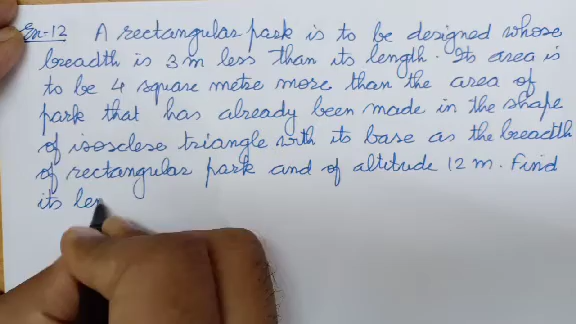 Ex-12 A rectangular park is to be designed whose
breadth is 3 m less than its length. Its area is
to be 4 square metre more than the area of
park that has already been made in the shape
of isosclese triangle with its base as the breadth
of rectangular park and of altitude 12 m. Find
its len